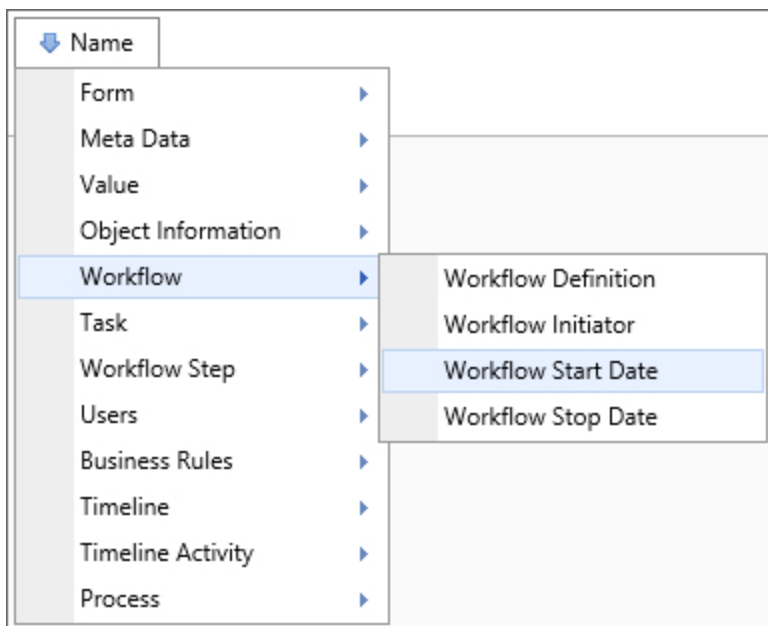 Name
Form
Meta Data
Value
Object Information
Workflow
Task
Workflow Step
Users
Business Rules
Timeline
Timeline Activity
Process
Workflow Definition
Workflow Initiator
Workflow Start Date
Workflow Stop Date